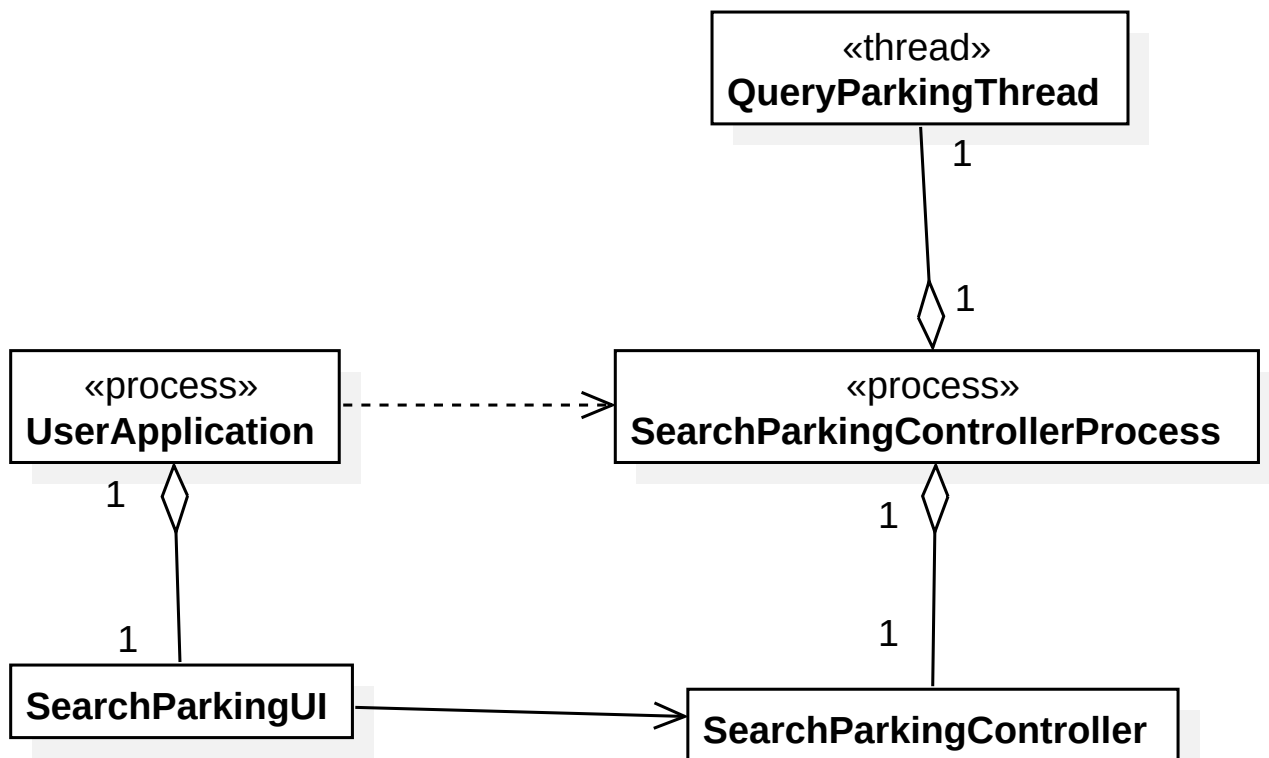 «thread»
QueryParkingThread
1
1
«process»
UserApplication
«process»
SearchParkingControllerProcess
1
1
1
1
SearchParkingUI
SearchParkingController